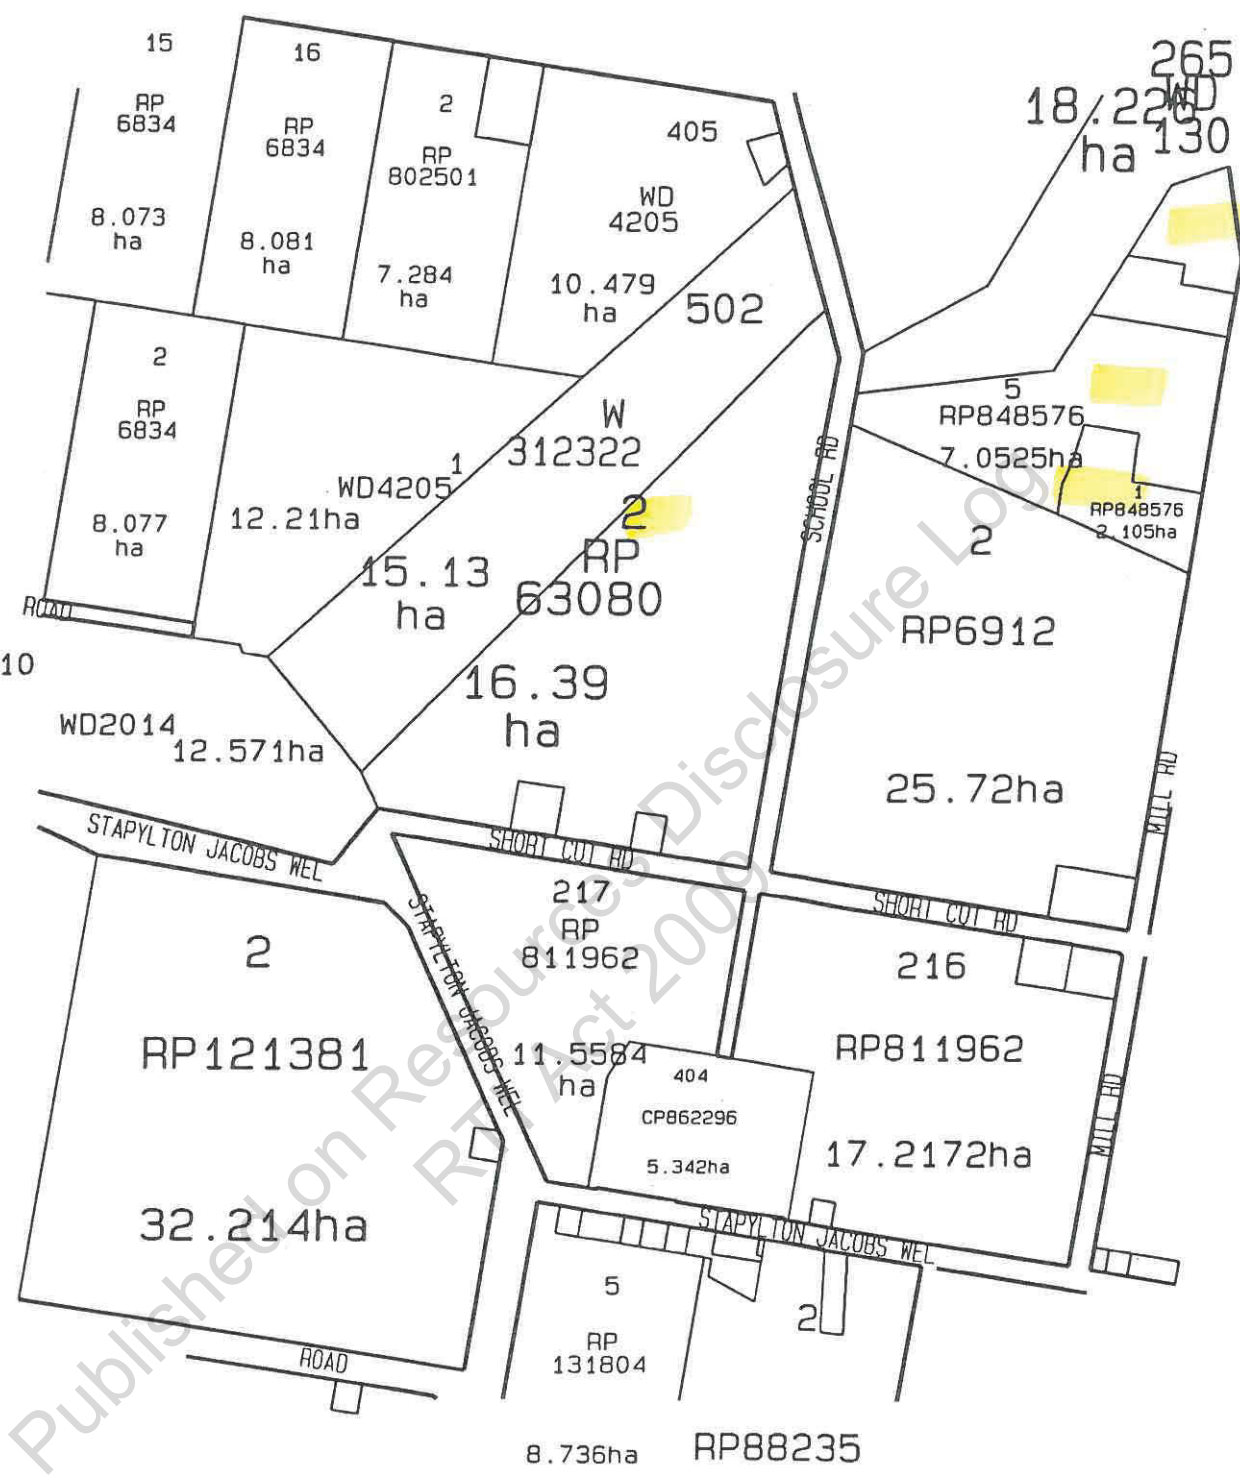 15
RP
6834
8.073
ha
16
RP
6834
8.081
ha
2
RP
802501
7.284
ha
405
WD
4205
10.479
ha
265
WD
130
18.226
ha
502
W
312322
15.13
ha
2
RP
6834
8.077
ha
1
WD4205
12.21ha
2
RP
63080
16.39
ha
SCHOOL RD
5
RP848576
7.0525ha
1
RP848576
2.105ha
2
RP6912
25.72ha
MILL RD
ROAD
10
WD2014
12.571ha
STAPYLTON JACOBS WEL
SHORT CUT RD
SHORT CUT RD
2
RP121381
32.214ha
STAPYLTON JACOBS WEL
217
RP
811962
11.5584
ha
404
CP862296
5.342ha
216
RP811962
17.2172ha
MILL RD
STAPYLTON JACOBS WEL
ROAD
5
RP
131804
8.736ha
2
RP88235
Published on Resources Disclosure Log
RTI Act 2009